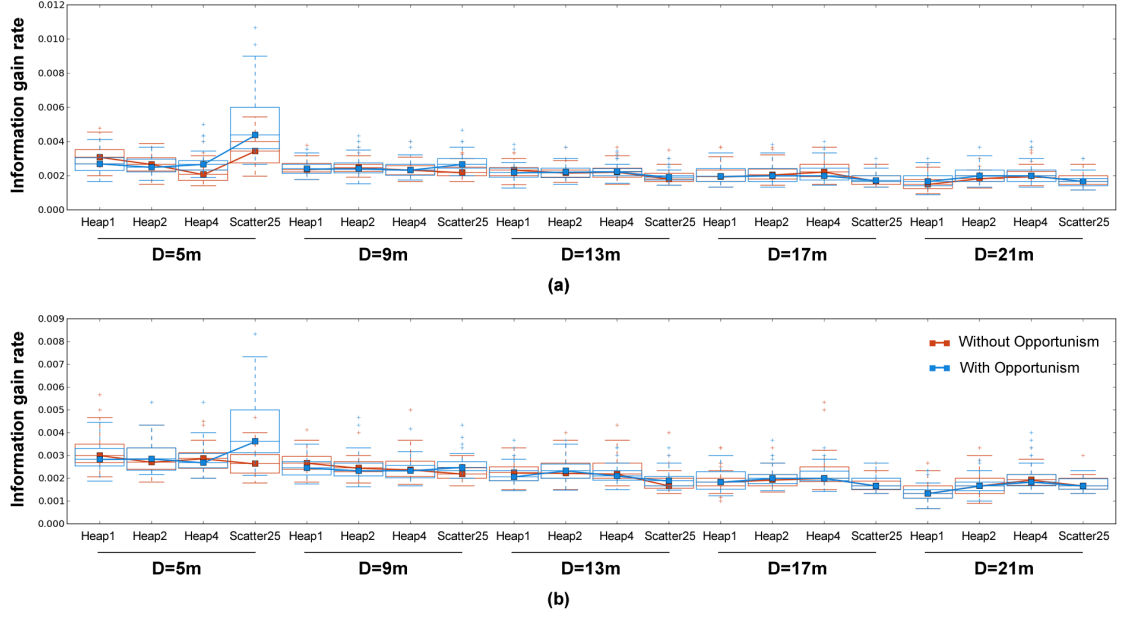 0.012
0.010
0.008
0.006
0.004
0.002
0.000
Information gain rate
Heap1 Heap2 Heap4 Scatter25 Heap1 Heap2 Heap4 Scatter25 Heap1 Heap2 Heap4 Scatter25 Heap1 Heap2 Heap4 Scatter25 Heap1 Heap2 Heap4 Scatter25
D=5m D=9m D=13m D=17m D=21m
(a)
0.009
0.008
0.007
0.006
0.005
0.004
0.003
0.002
0.001
0.000
Information gain rate
Without Opportunism
With Opportunism
Heap1 Heap2 Heap4 Scatter25 Heap1 Heap2 Heap4 Scatter25 Heap1 Heap2 Heap4 Scatter25 Heap1 Heap2 Heap4 Scatter25 Heap1 Heap2 Heap4 Scatter25
D=5m D=9m D=13m D=17m D=21m
(b)